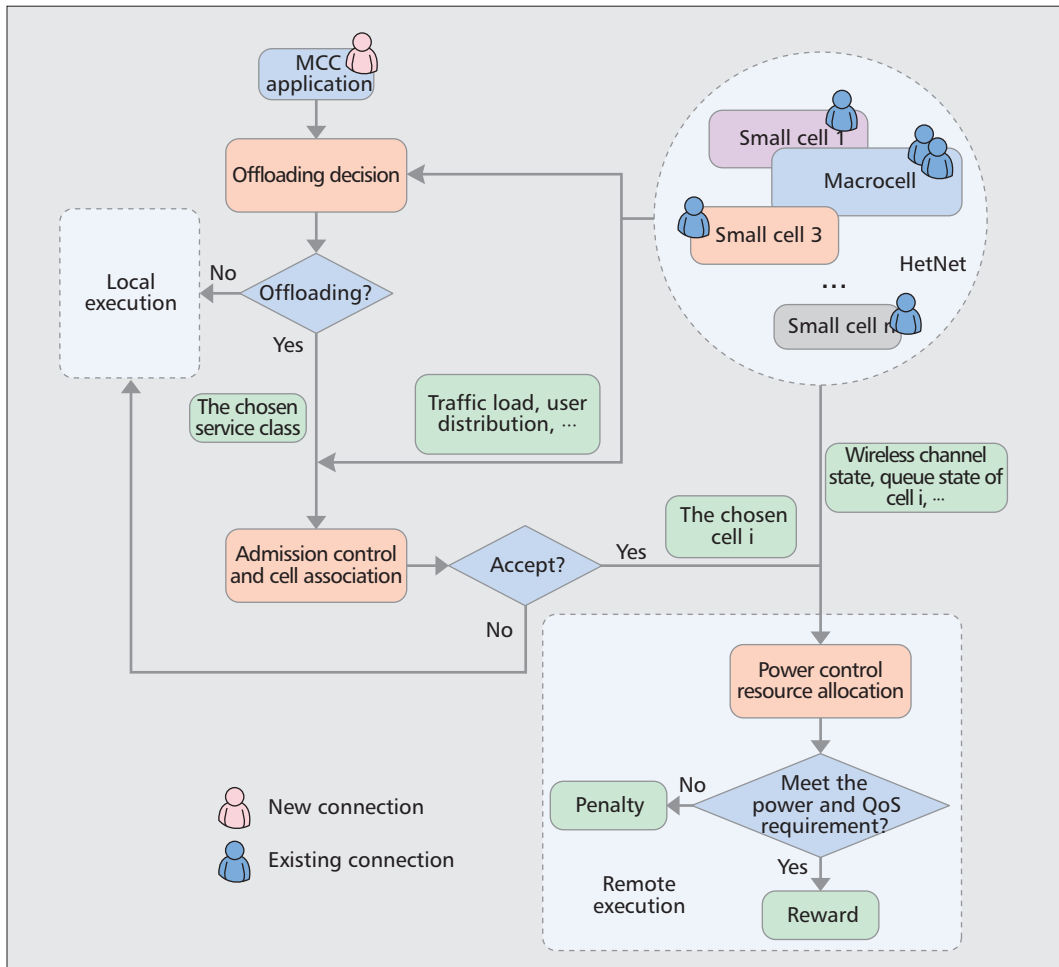 MCC
application
Offloading decision
Small cell 1
Macrocell
Small cell 3
HetNet
...
Small cell n
Local
execution
No
Offloading?
Yes
The chosen
service class
Traffic load, user
distribution, ...
Wireless channel
state, queue state of
cell i, ...
The chosen
cell i
Admission control
and cell association
Accept?
Yes
No
Power control
resource allocation
Meet the
power and QoS
requirement?
No
Penalty
Yes
Reward
Remote
execution
New connection
Existing connection